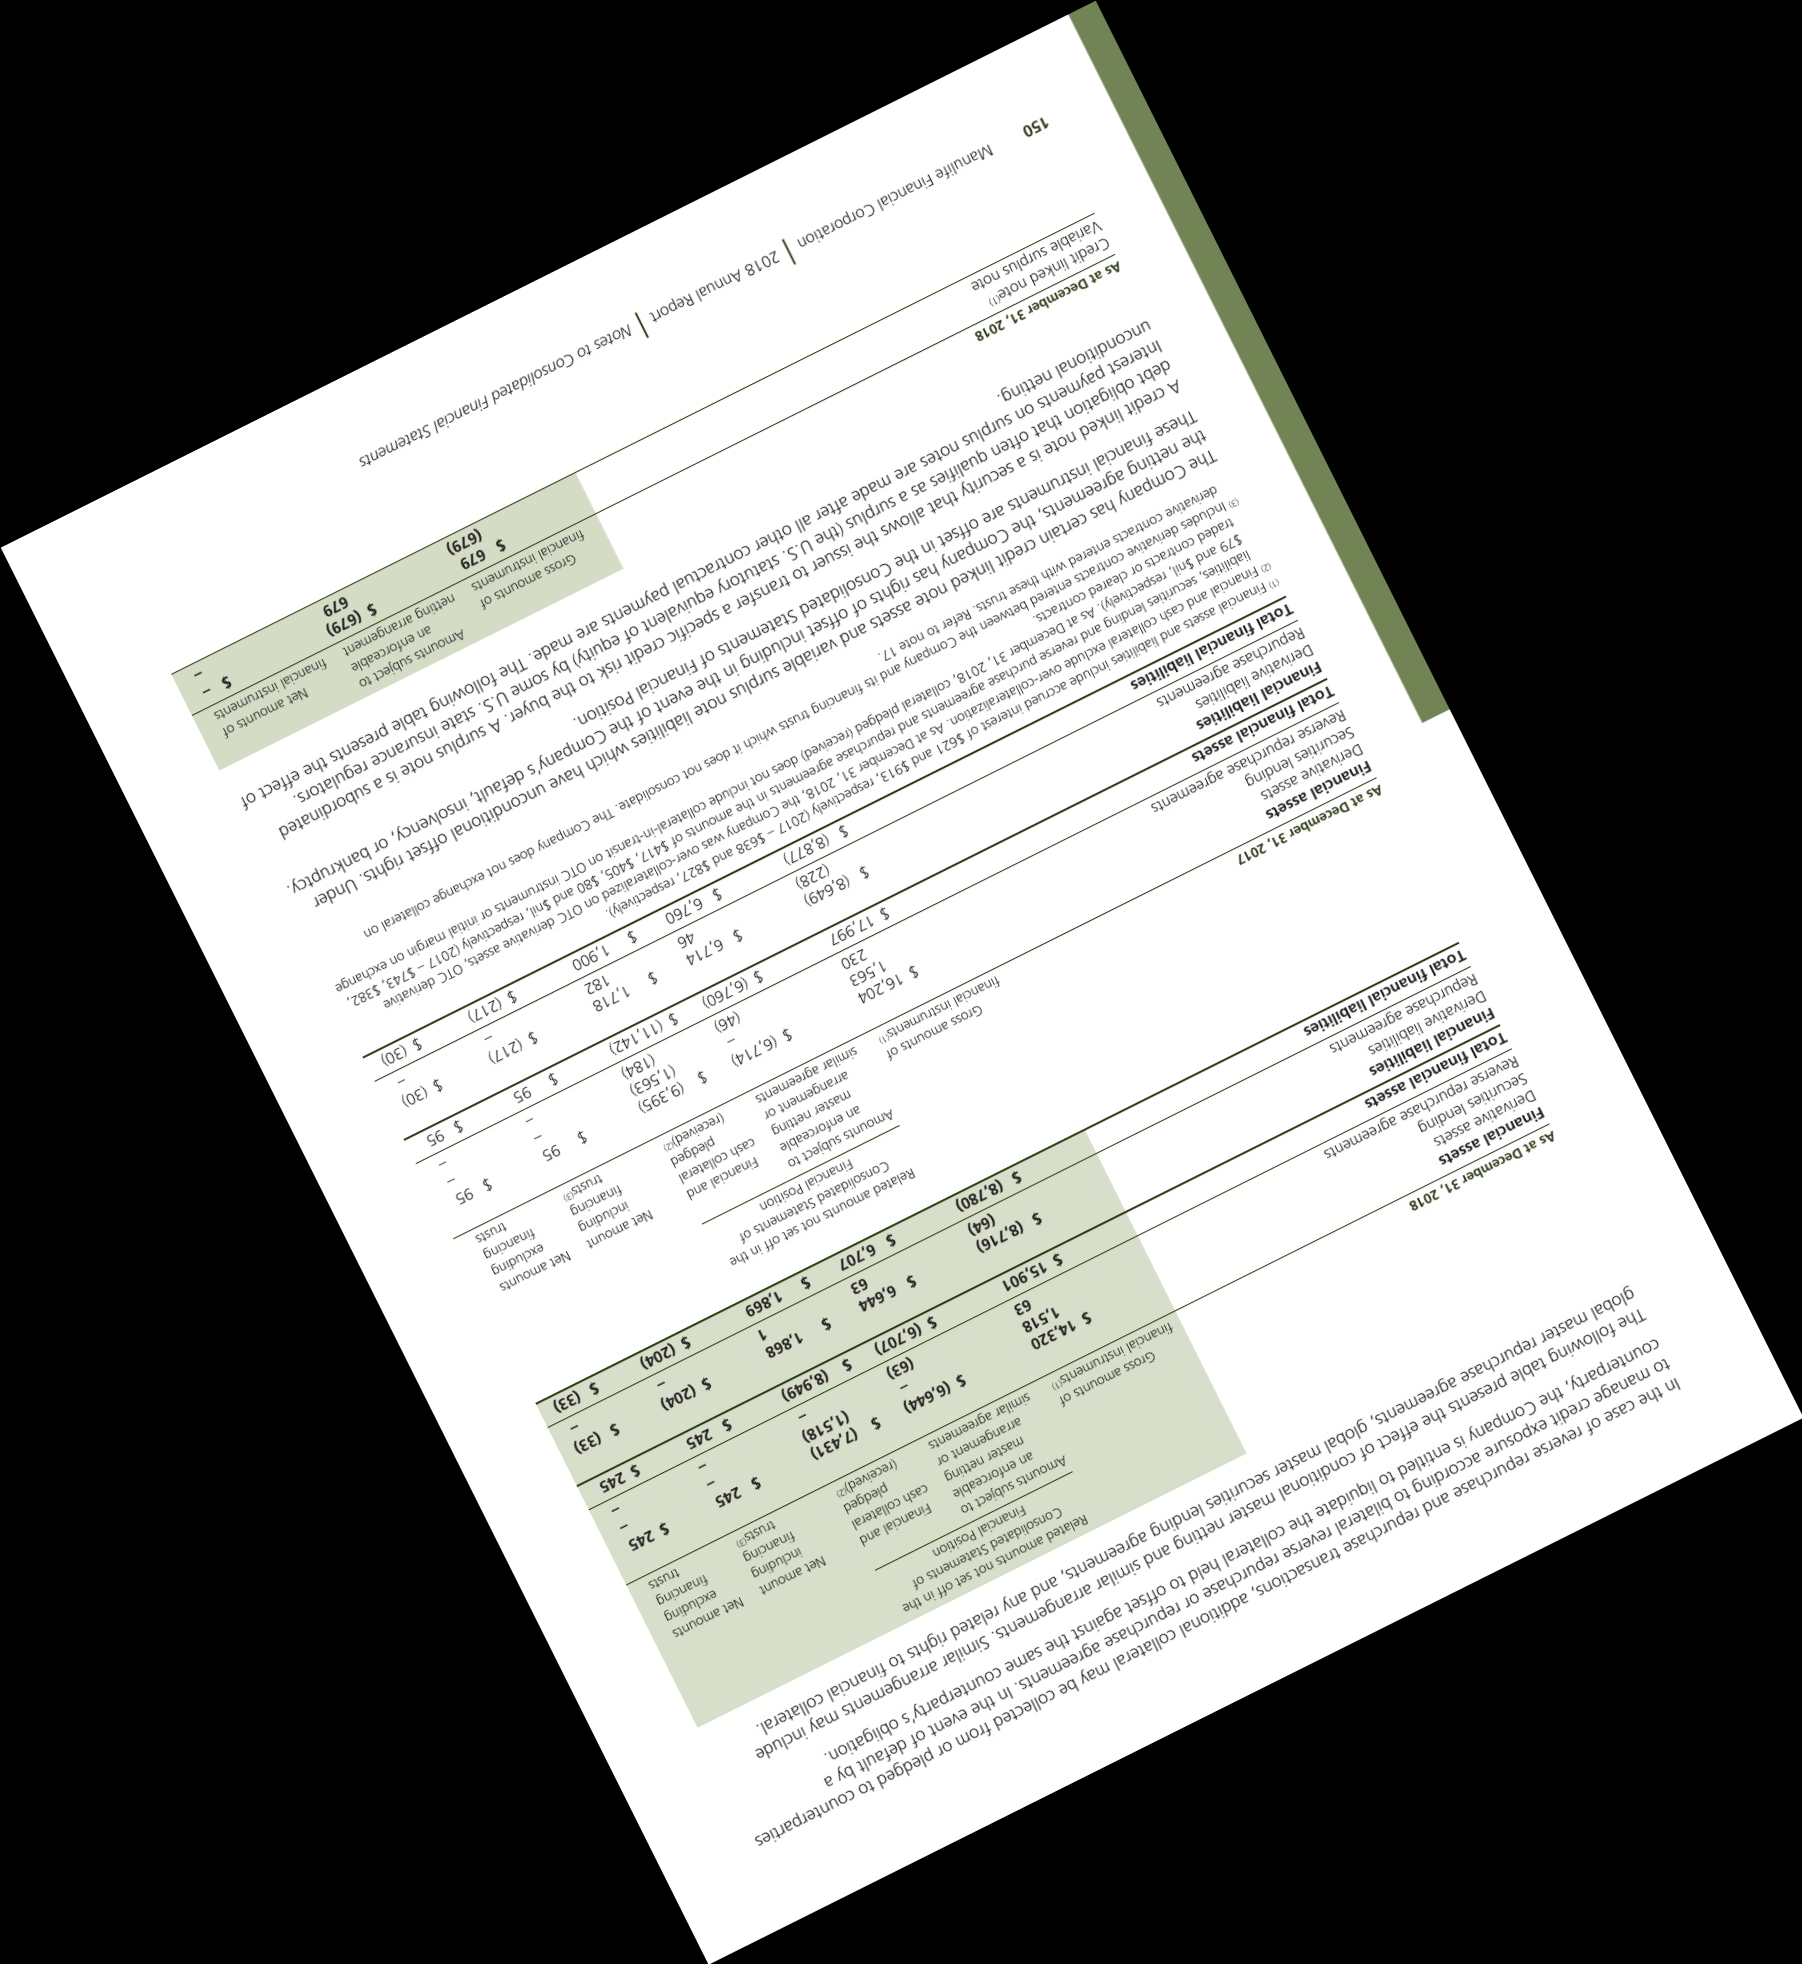 In the case of reverse repurchase and repurchase transactions, additional collateral may be collected from or pledged to counterparties
to manage credit exposure according to bilateral reverse repurchase or repurchase agreements. In the event of default by a
counterparty, the Company is entitled to liquidate the collateral held to offset against the same counterparty's obligation.
The following table presents the effect of conditional master netting and similar arrangements. Similar arrangements may include
global master repurchase agreements, global master securities lending agreements, and any related rights to financial collateral.
Related amounts not set off in the
Consolidated Statements of
Financial Position
As at December 31, 2018 Gross amounts of financial instruments(1) Amounts subject to an enforceable master netting arrangement or similar agreements Financial and cash collateral pledged (received)(2) Net amount including financing trusts(3) Net amounts excluding financing trusts
Financial assets
Derivative assets $ 14,320 $ (6,644) $ (7,431) $ 245 $ 245
Securities lending 1,518 – (1,518) – –
Reverse repurchase agreements 63 (63) – – –
Total financial assets $ 15,901 $ (6,707) $ (8,949) $ 245 $ 245
Financial liabilities
Derivative liabilities $ (8,716) $ 6,644 $ 1,868 $ (204) $ (33)
Repurchase agreements (64) 63 1 – –
Total financial liabilities $ (8,780) $ 6,707 $ 1,869 $ (204) $ (33)
Related amounts not set off in the
Consolidated Statements of
Financial Position
As at December 31, 2017 Gross amounts of financial instruments(1) Amounts subject to an enforceable master netting arrangement or similar agreements Financial and cash collateral pledged (received)(2) Net amount including financing trusts(3) Net amounts excluding financing trusts
Financial assets
Derivative assets $ 16,204 $ (6,714) $ (9,395) $ 95 $ 95
Securities lending 1,563 – (1,563) – –
Reverse repurchase agreements 230 (46) (184) – –
Total financial assets $ 17,997 $ (6,760) $ (11,142) $ 95 $ 95
Financial liabilities
Derivative liabilities $ (8,649) $ 6,714 $ 1,718 $ (217) $ (30)
Repurchase agreements (228) 46 182 – –
Total financial liabilities $ (8,877) $ 6,760 $ 1,900 $ (217) $ (30)
(1) Financial assets and liabilities include accrued interest of $621 and $913, respectively (2017 – $638 and $827, respectively).
(2) Financial and cash collateral exclude over-collateralization. As at December 31, 2018, the Company was over-collateralized on OTC derivative assets, OTC derivative
liabilities, securities lending and reverse purchase agreements and repurchase agreements in the amounts of $417, $405, $80 and $nil, respectively (2017 – $743, $382,
$79 and $nil, respectively). As at December 31, 2018, collateral pledged (received) does not include collateral-in-transit on OTC instruments or initial margin on exchange
traded contracts or cleared contracts.
(3) Includes derivative contracts entered between the Company and its financing trusts which it does not consolidate. The Company does not exchange collateral on
derivative contracts entered with these trusts. Refer to note 17.
The Company has certain credit linked note assets and variable surplus note liabilities which have unconditional offset rights. Under
the netting agreements, the Company has rights of offset including in the event of the Company's default, insolvency, or bankruptcy.
These financial instruments are offset in the Consolidated Statements of Financial Position.
A credit linked note is a security that allows the issuer to transfer a specific credit risk to the buyer. A surplus note is a subordinated
debt obligation that often qualifies as a surplus (the U.S. statutory equivalent of equity) by some U.S. state insurance regulators.
Interest payments on surplus notes are made after all other contractual payments are made. The following table presents the effect of
unconditional netting.
As at December 31, 2018 Gross amounts of financial instruments Amounts subject to an enforceable netting arrangement Net amounts of financial instruments
Credit linked note(1) $ 679 $ (679) $ –
Variable surplus note (679) 679 –
150 Manulife Financial Corporation | 2018 Annual Report | Notes to Consolidated Financial Statements